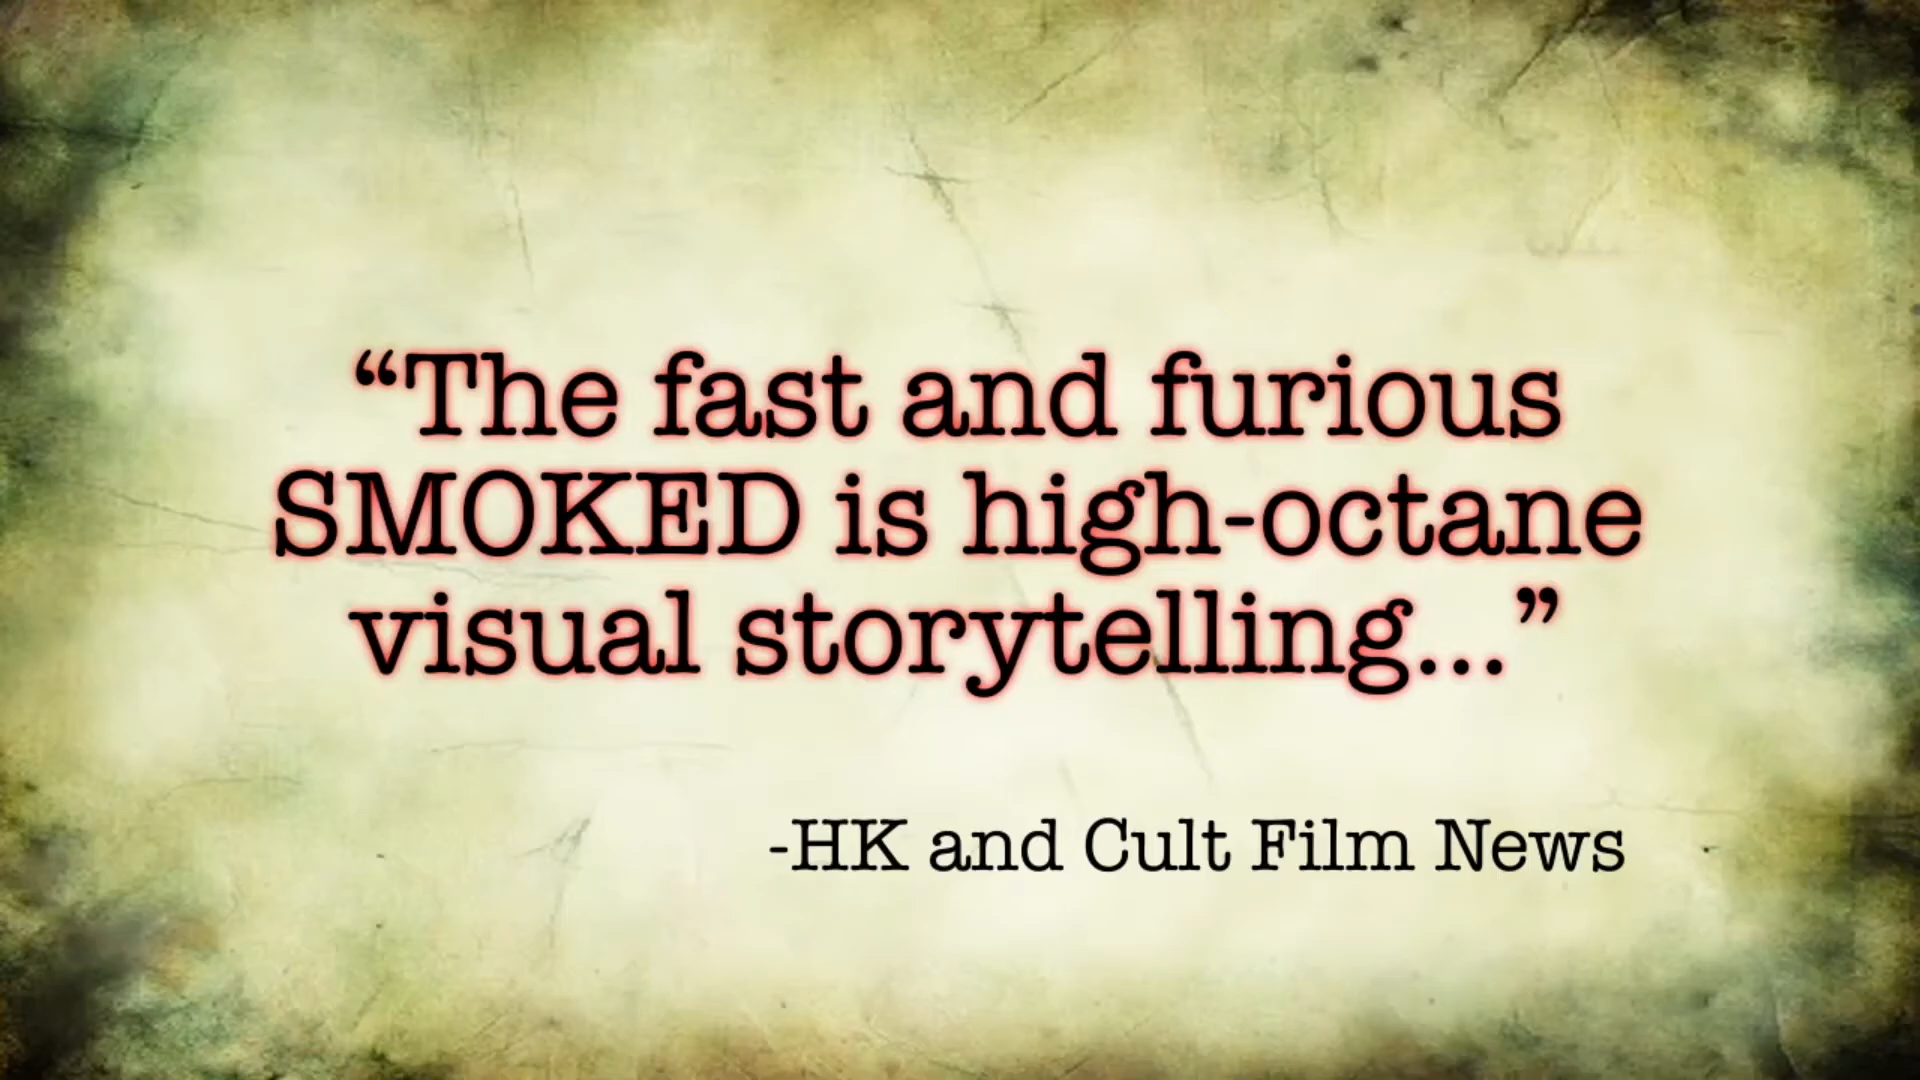 “The fast and furious
SMOKED is high-octane
visual storytelling...”
-HK and Cult Film News